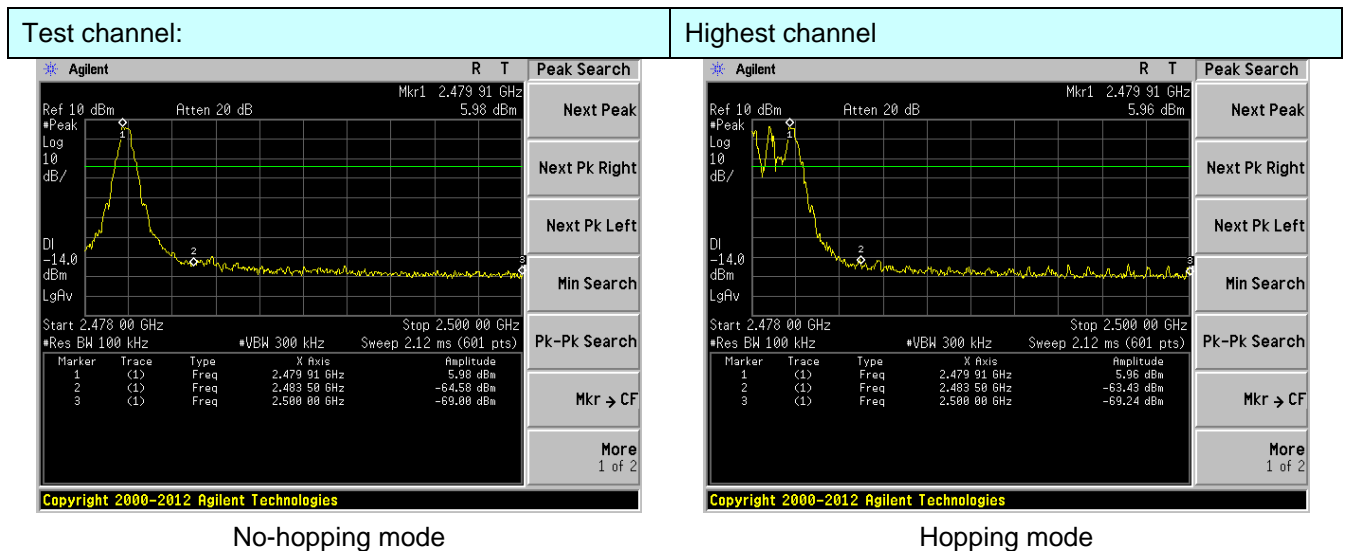 Test channel:
Highest channel
Agilent
R T
Peak Search
Mkr1 2.479 91 GHz
Ref 10 dBm
Atten 20 dB
5.98 dBm
#Peak
Log
10
dB/
1
2
3
DI
-14.0
dBm
LgAv
Start 2.478 00 GHz
Stop 2.500 00 GHz
#Res BW 100 kHz
#VBW 300 kHz
Sweep 2.12 ms (601 pts)
Marker Trace Type X Axis Amplitude
1 (1) Freq 2.479 91 GHz 5.98 dBm
2 (1) Freq 2.483 50 GHz -64.58 dBm
3 (1) Freq 2.500 00 GHz -69.00 dBm
Next Peak
Next Pk Right
Next Pk Left
Min Search
Pk-Pk Search
Mkr → CF
More
1 of 2
Copyright 2000-2012 Agilent Technologies
No-hopping mode
Agilent
R T
Peak Search
Mkr1 2.479 91 GHz
Ref 10 dBm
Atten 20 dB
5.96 dBm
#Peak
Log
10
dB/
1
2
3
DI
-14.0
dBm
LgAv
Start 2.478 00 GHz
Stop 2.500 00 GHz
#Res BW 100 kHz
#VBW 300 kHz
Sweep 2.12 ms (601 pts)
Marker Trace Type X Axis Amplitude
1 (1) Freq 2.479 91 GHz 5.96 dBm
2 (1) Freq 2.483 50 GHz -63.43 dBm
3 (1) Freq 2.500 00 GHz -69.24 dBm
Next Peak
Next Pk Right
Next Pk Left
Min Search
Pk-Pk Search
Mkr → CF
More
1 of 2
Copyright 2000-2012 Agilent Technologies
Hopping mode